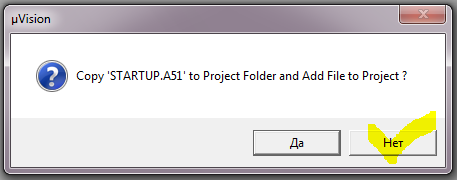 µVision
Copy 'STARTUP.A51' to Project Folder and Add File to Project ?
Да
Нет